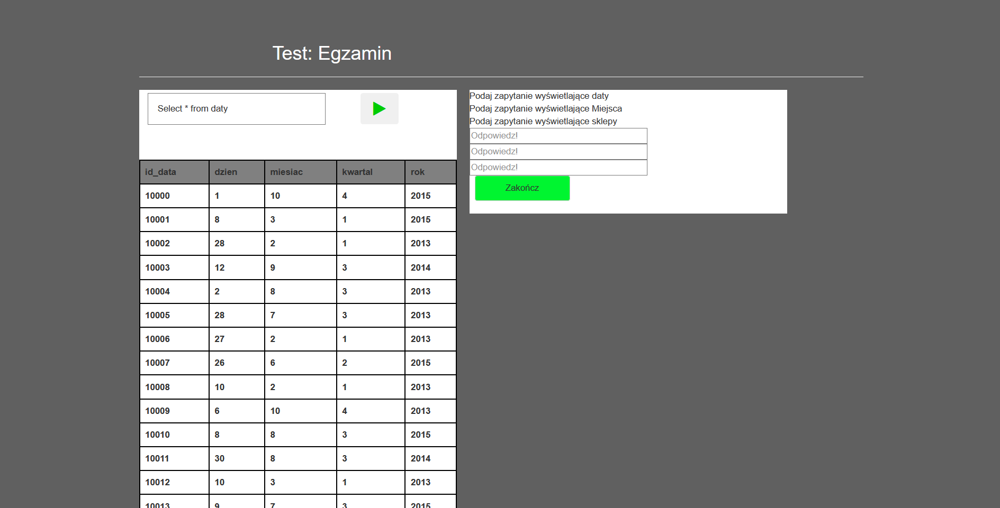 Test: Egzamin
Select * from daty
id_data dzien miesiac kwartal rok
10000 1 10 4 2015
10001 8 3 1 2015
10002 28 2 1 2013
10003 12 9 3 2014
10004 2 8 3 2013
10005 28 7 3 2013
10006 27 2 1 2013
10007 26 6 2 2015
10008 10 2 1 2013
10009 6 10 4 2013
10010 8 8 3 2015
10011 30 8 3 2014
10012 10 3 1 2013
10013 9 7 3 2015
Podaj zapytanie wyświetlające daty
Podaj zapytanie wyświetlające Miejsca
Podaj zapytanie wyświetlające sklepy
Odpowiedz!
Odpowiedz!
Odpowiedz!
Zakończ